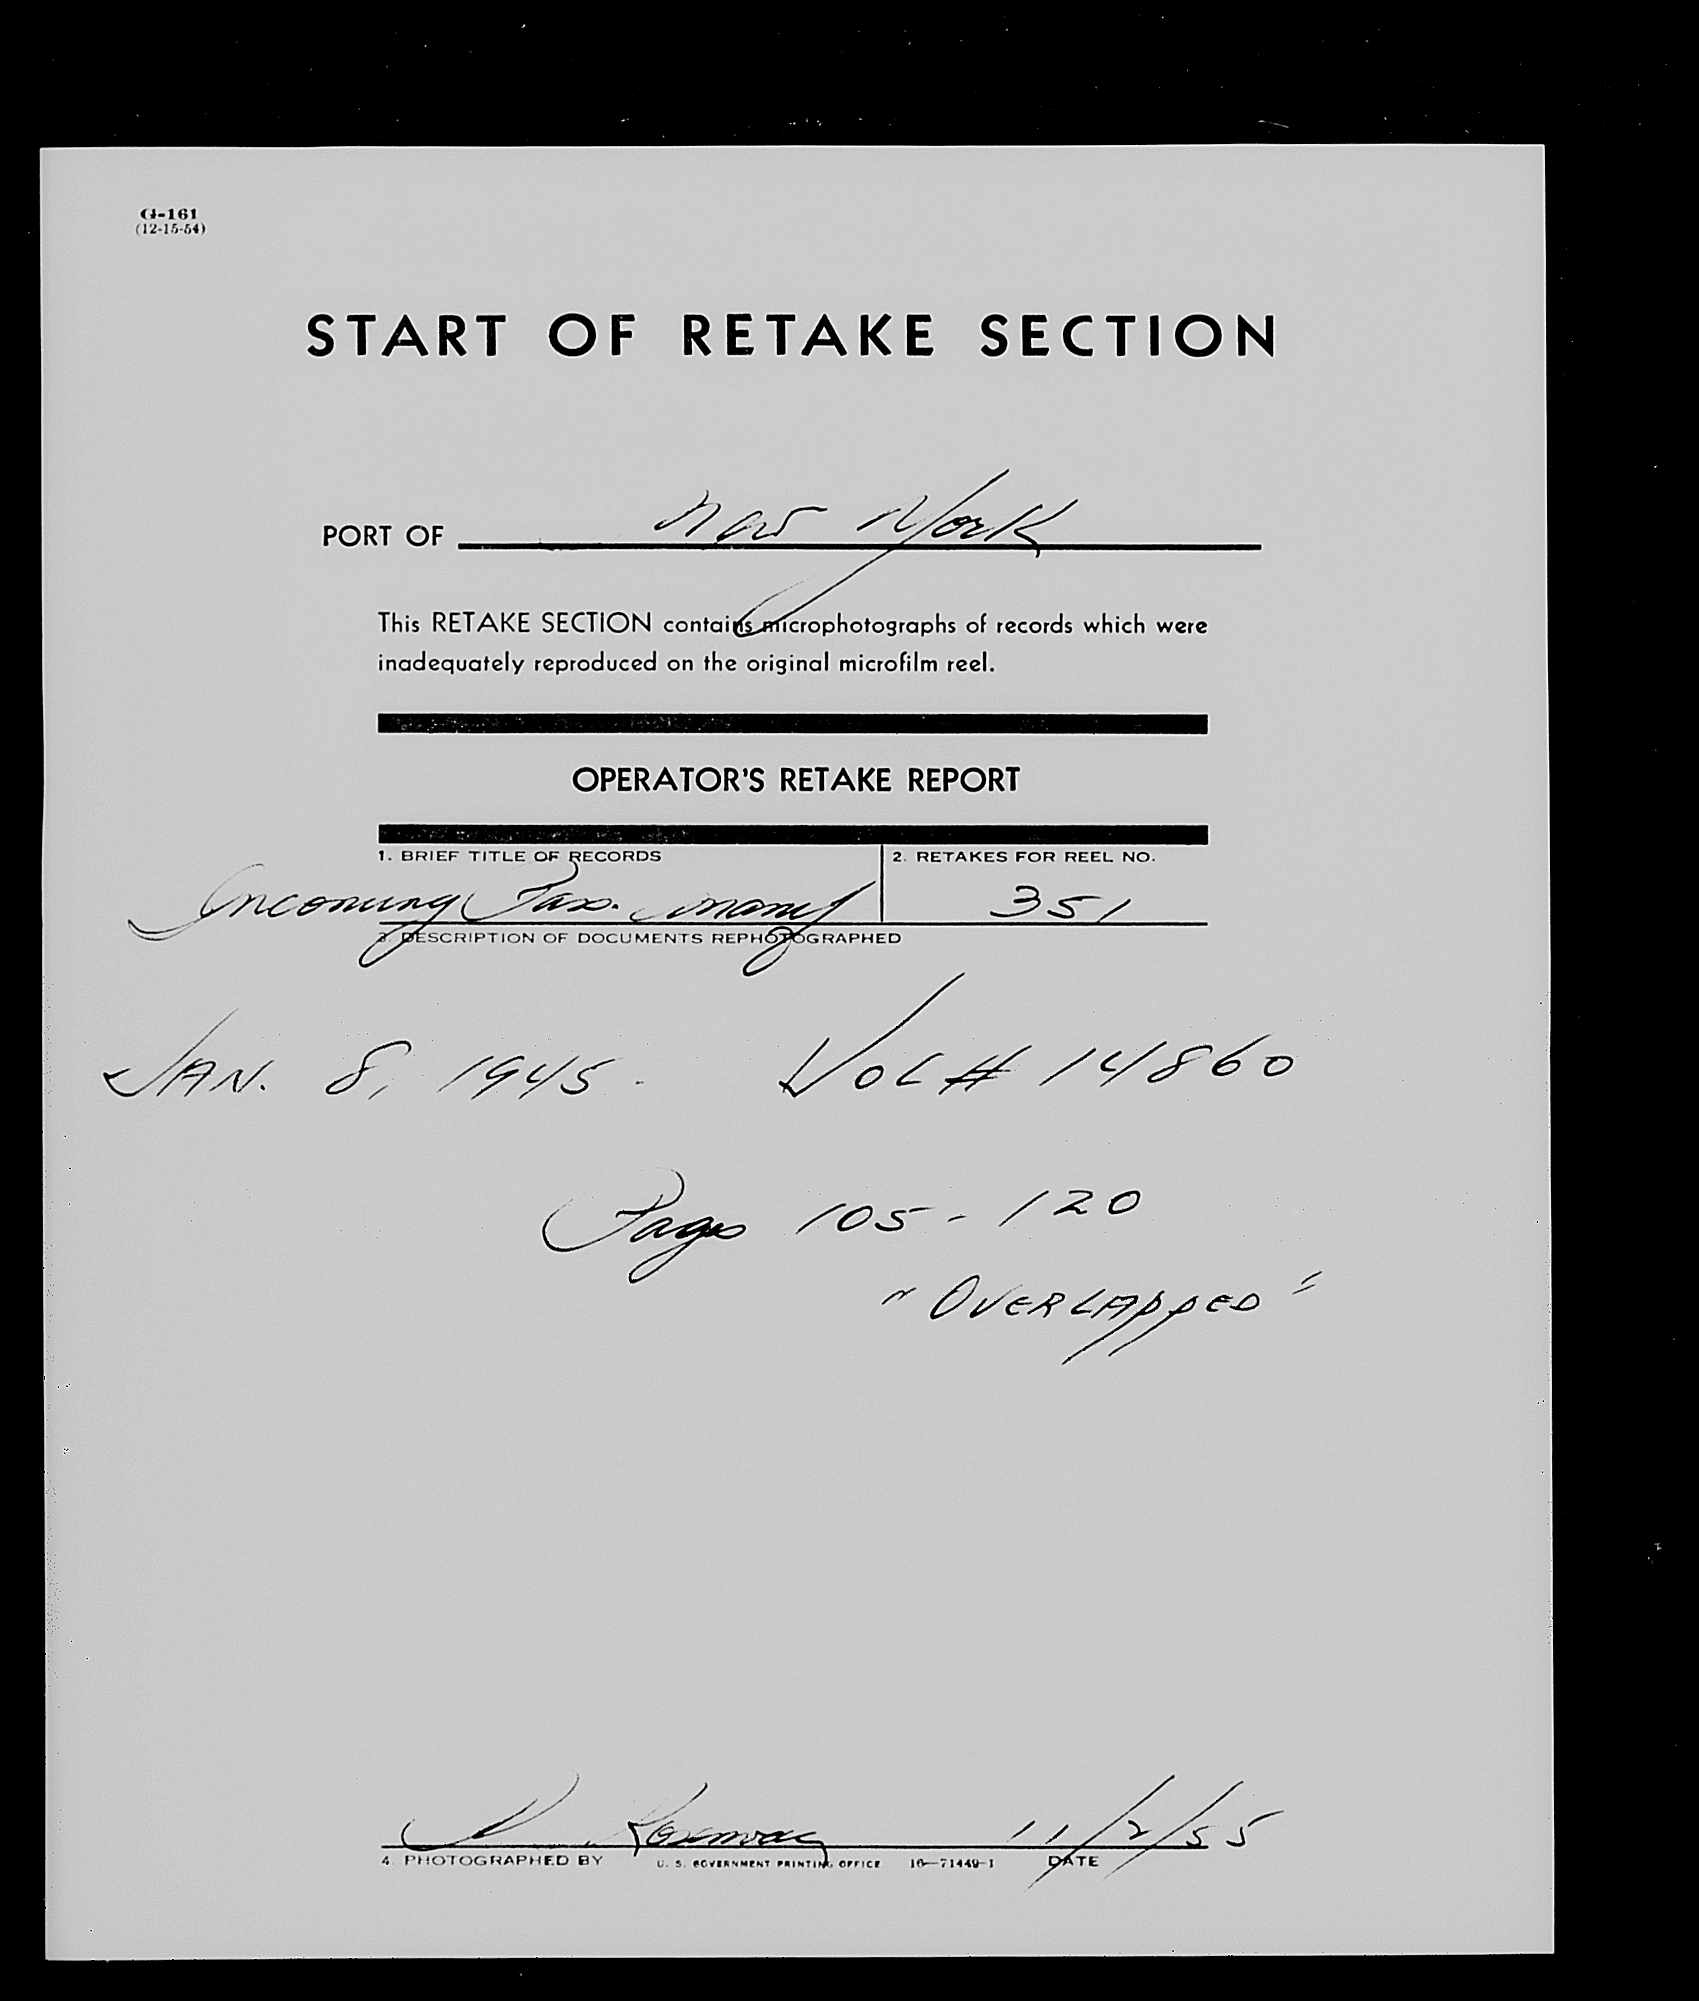 G-161
(12-15-54)
START OF RETAKE SECTION
PORT OF New York
This RETAKE SECTION contains microphotographs of records which were
inadequately reproduced on the original microfilm reel.
OPERATOR'S RETAKE REPORT
1. BRIEF TITLE OF RECORDS 2. RETAKES FOR REEL NO.
Incoming Pass. 351
3. DESCRIPTION OF DOCUMENTS REPHOTOGRAPHED
JAN. 8, 1945. Vol# 14860
Page 105-120
"OVERLAPPED"
11/2/55
4. PHOTOGRAPHED BY U. S. GOVERNMENT PRINTING OFFICE 16—71449-1 DATE